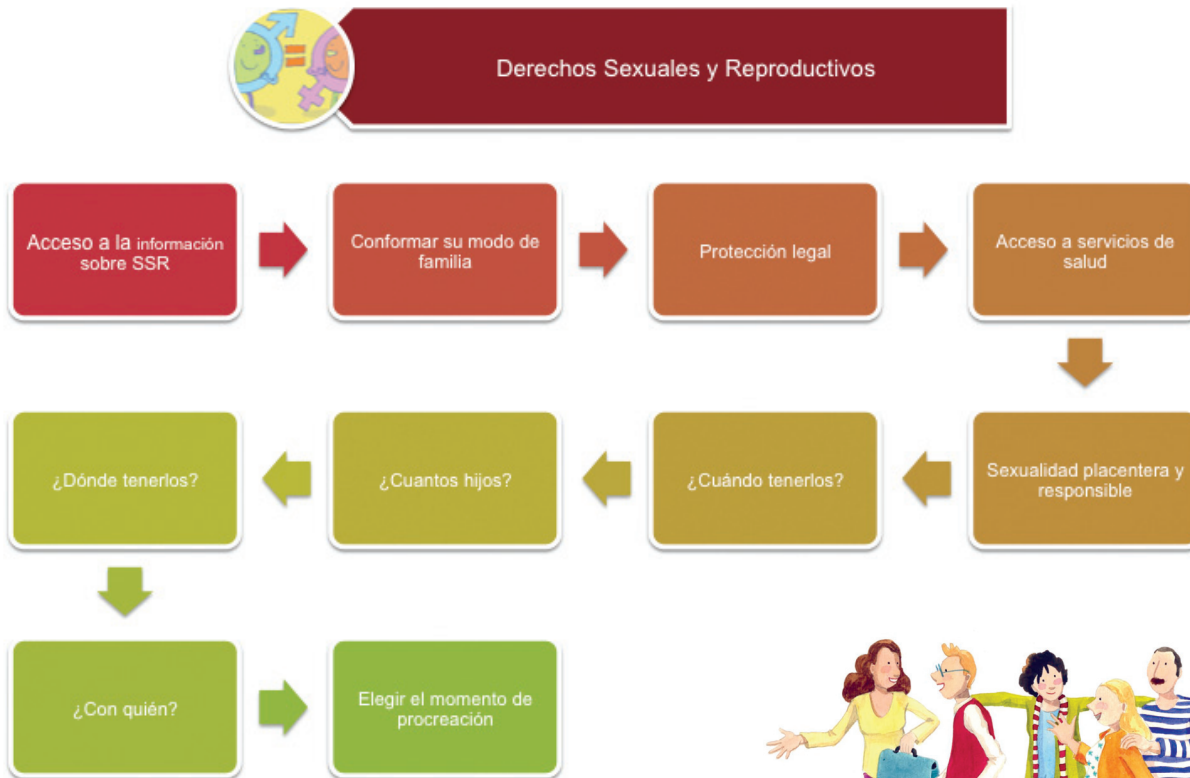 Derechos Sexuales y Reproductivos
Acceso a la información
sobre SSR
Conformar su modo de
familia
Protección legal
Acceso a servicios de
salud
Sexualidad placentera y
responsible
¿Cuándo tenerlos?
¿Cuantos hijos?
¿Dónde tenerlos?
¿Con quién?
Elegir el momento de
procreación